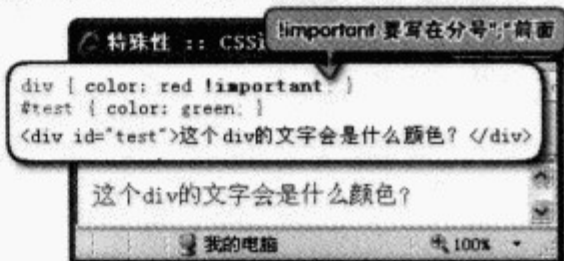 !important 要写在分号";"前面
特殊性 :: CSSi
div { color: red !important; }
#test { color: green; }
<div id="test">这个div的文字会是什么颜色? </div>
这个div的文字会是什么颜色?
我的电脑
100%